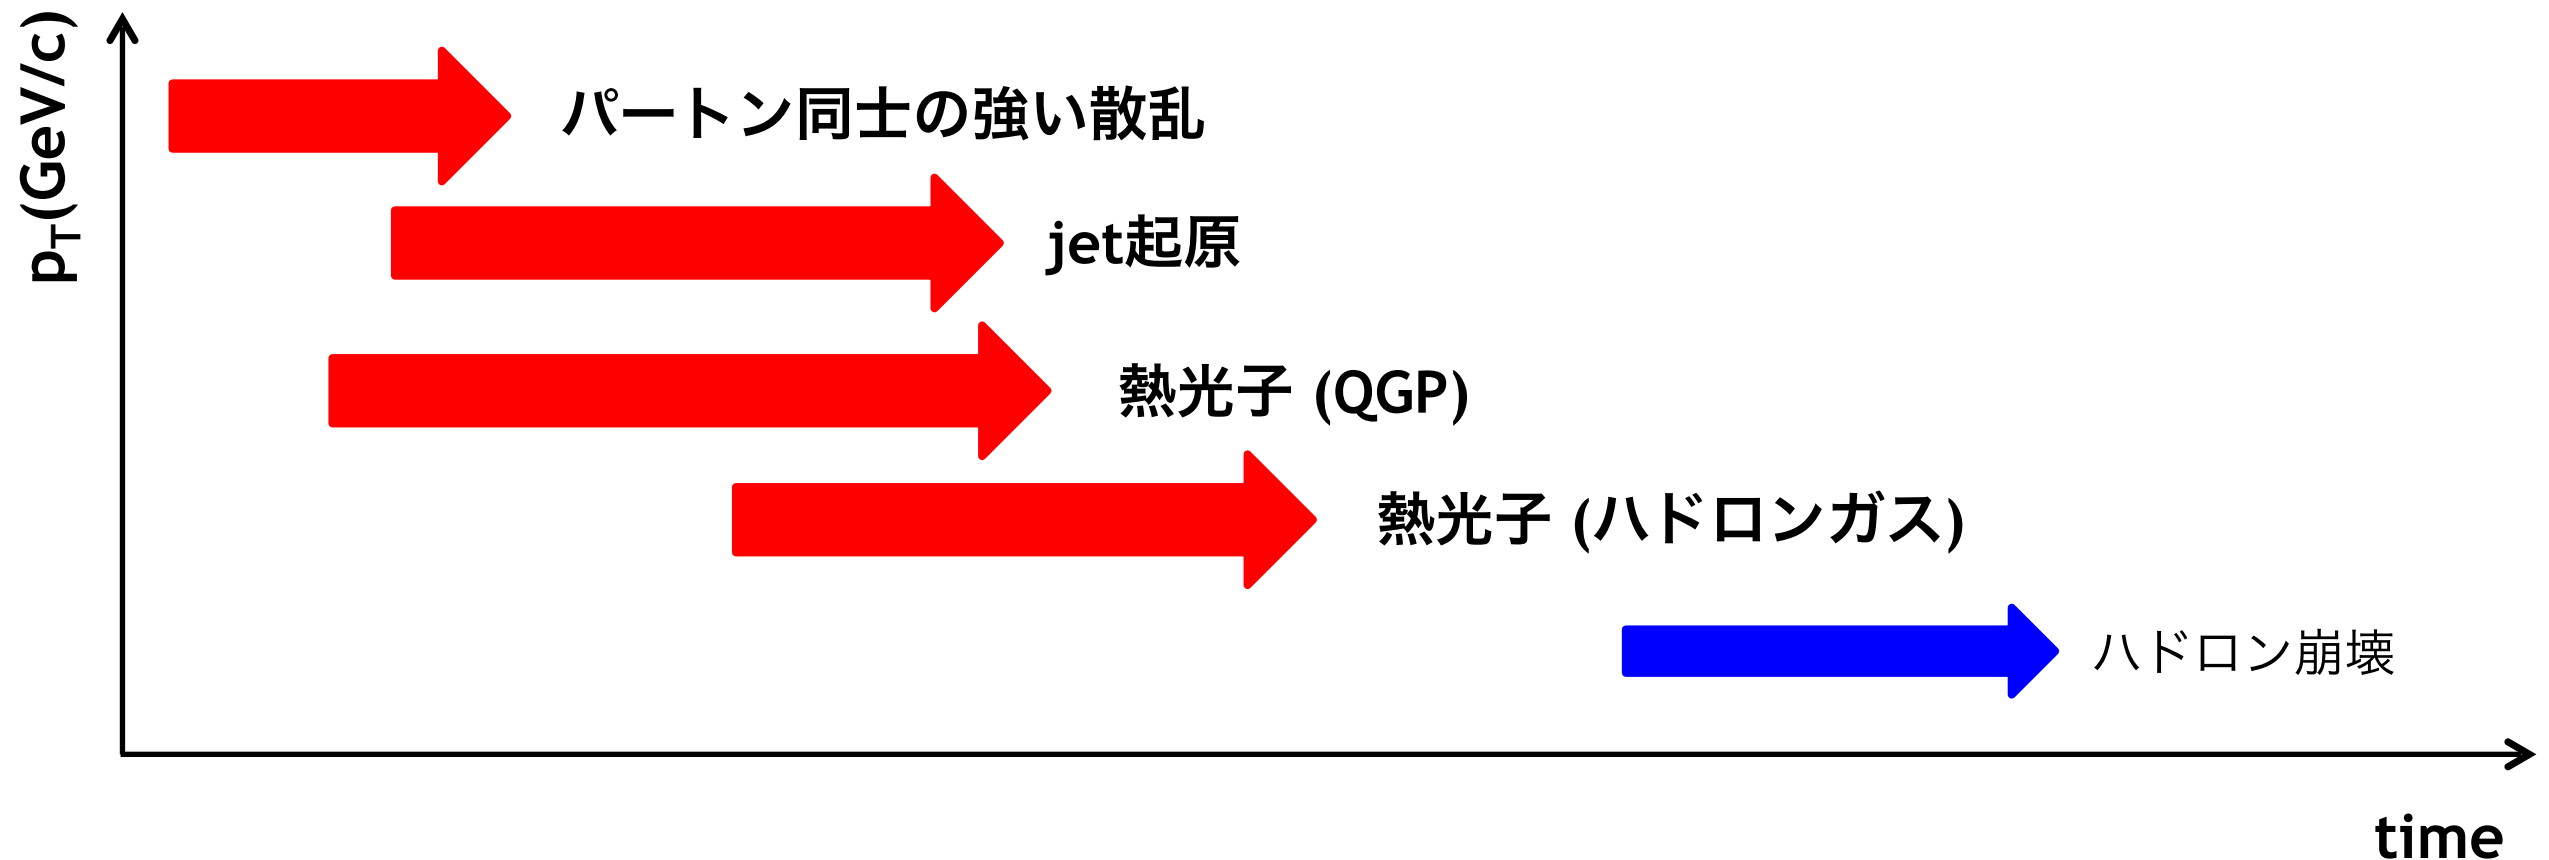 pT(GeV/c)
パートン同士の強い散乱
jet起原
熱光子 (QGP)
熱光子 (ハドロンガス)
ハドロン崩壊
time